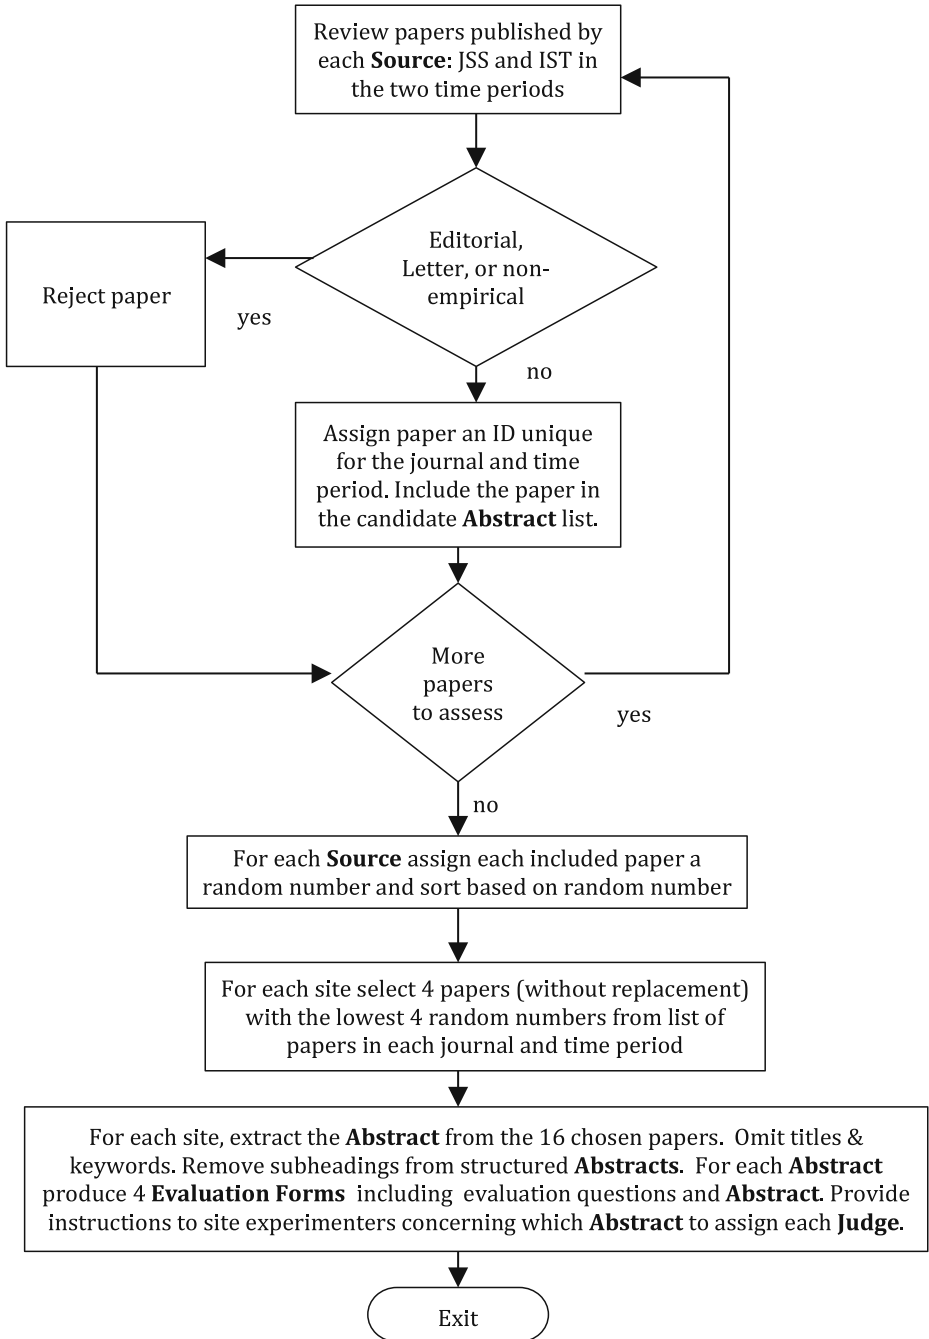 Review papers published by
each Source: JSS and IST in
the two time periods
Editorial,
Letter, or non-
empirical
Reject paper
yes
no
Assign paper an ID unique
for the journal and time
period. Include the paper in
the candidate Abstract list.
More
papers
to assess
yes
no
For each Source assign each included paper a
random number and sort based on random number
For each site select 4 papers (without replacement)
with the lowest 4 random numbers from list of
papers in each journal and time period
For each site, extract the Abstract from the 16 chosen papers. Omit titles &
keywords. Remove subheadings from structured Abstracts. For each Abstract
produce 4 Evaluation Forms including evaluation questions and Abstract. Provide
instructions to site experimenters concerning which Abstract to assign each Judge.
Exit